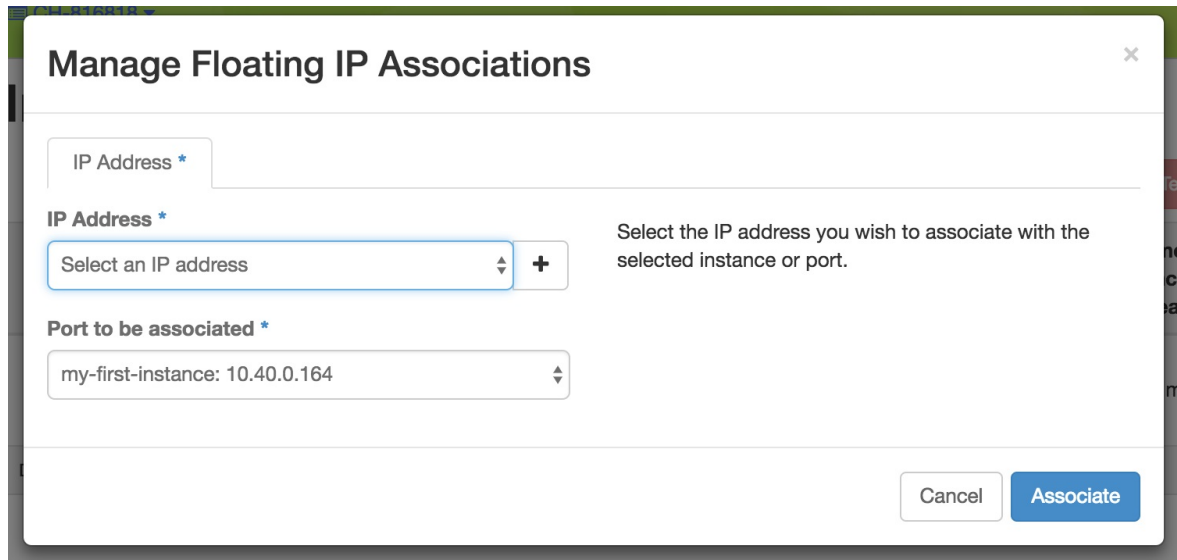 CH-816818
Manage Floating IP Associations
×
IP Address *
IP Address *
Select an IP address
+
Select the IP address you wish to associate with the
selected instance or port.
Port to be associated *
my-first-instance: 10.40.0.164
Cancel
Associate